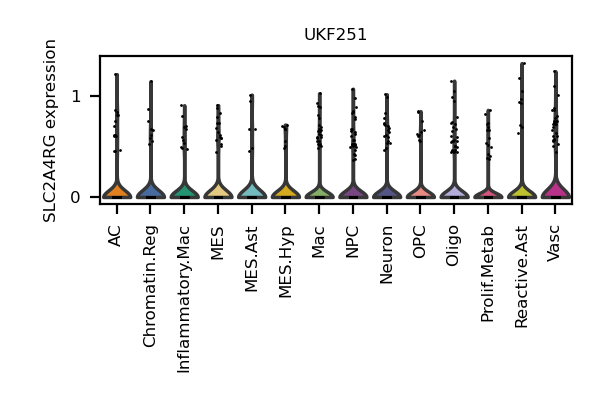 UKF251
SLC2A4RG expression
1
0
AC
Chromatin.Reg
Inflammatory.Mac
MES
MES.Ast
MES.Hyp
Mac
NPC
Neuron
OPC
Oligo
Prolif.Metab
Reactive.Ast
Vasc